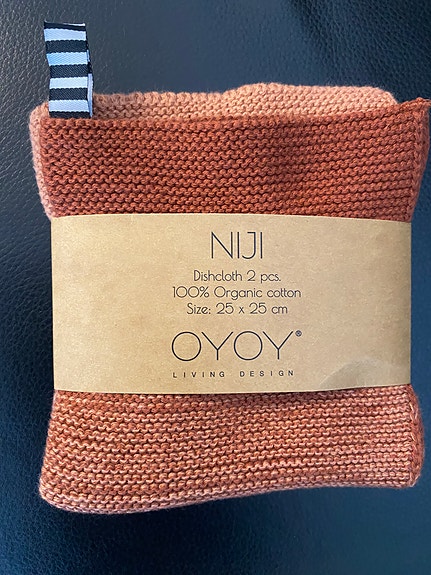 NIJI
Dishcloth 2 pcs.
100% Organic cotton
Size: 25 x 25 cm
OYOY®
LIVING DESIGN